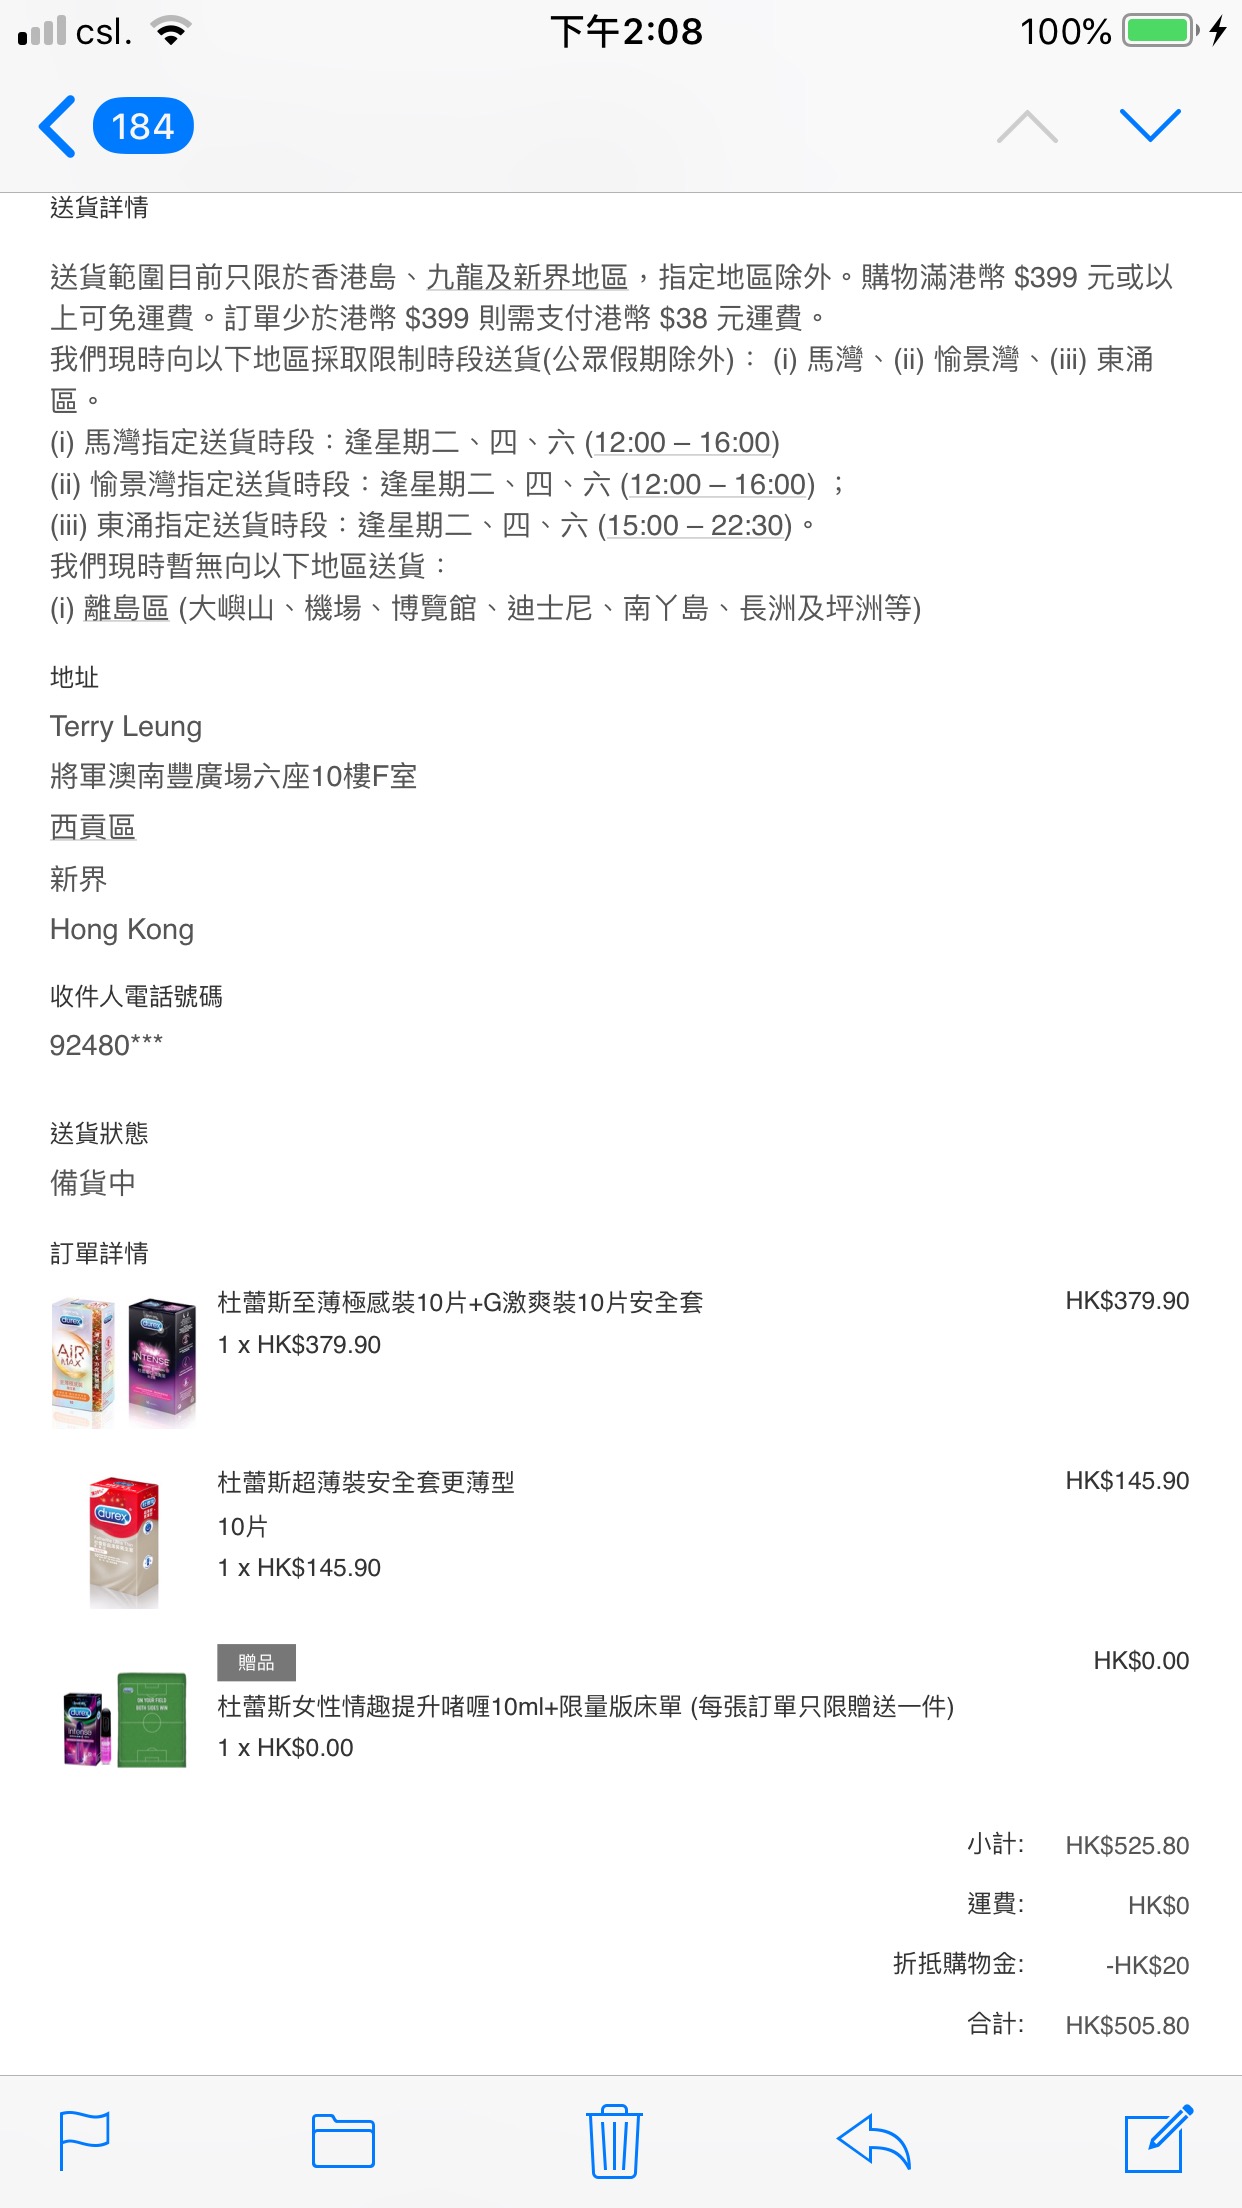 csl.
下午2:08
100%
184
送貨詳情
送貨範圍目前只限於香港島、九龍及新界地區，指定地區除外。購物滿港幣 $399 元或以
上可免運費。訂單少於港幣 $399 則需支付港幣 $38 元運費。
我們現時向以下地區採取限制時段送貨(公眾假期除外)： (i) 馬灣、(ii) 愉景灣、(iii) 東涌
區。
(i) 馬灣指定送貨時段：逢星期二、四、六 (12:00 – 16:00)
(ii) 愉景灣指定送貨時段：逢星期二、四、六 (12:00 – 16:00) ；
(iii) 東涌指定送貨時段：逢星期二、四、六 (15:00 – 22:30)。
我們現時暫無向以下地區送貨：
(i) 離島區 (大嶼山、機場、博覽館、迪士尼、南丫島、長洲及坪洲等)
地址
Terry Leung
將軍澳南豐廣場六座10樓F室
西貢區
新界
Hong Kong
收件人電話號碼
92480***
送貨狀態
備貨中
訂單詳情
durex
AiR
MAX
durex
INTENSE
杜蕾斯至薄極感裝10片+G激爽裝10片安全套
HK$379.90
1 x HK$379.90
durex
杜蕾斯超薄裝安全套更薄型
HK$145.90
10片
1 x HK$145.90
durex
Intense
ON YOUR FIELD
BOTH SIDES WIN
贈品
HK$0.00
杜蕾斯女性情趣提升啫喱10ml+限量版床單 (每張訂單只限贈送一件)
1 x HK$0.00
小計: HK$525.80
運費: HK$0
折抵購物金: -HK$20
合計: HK$505.80